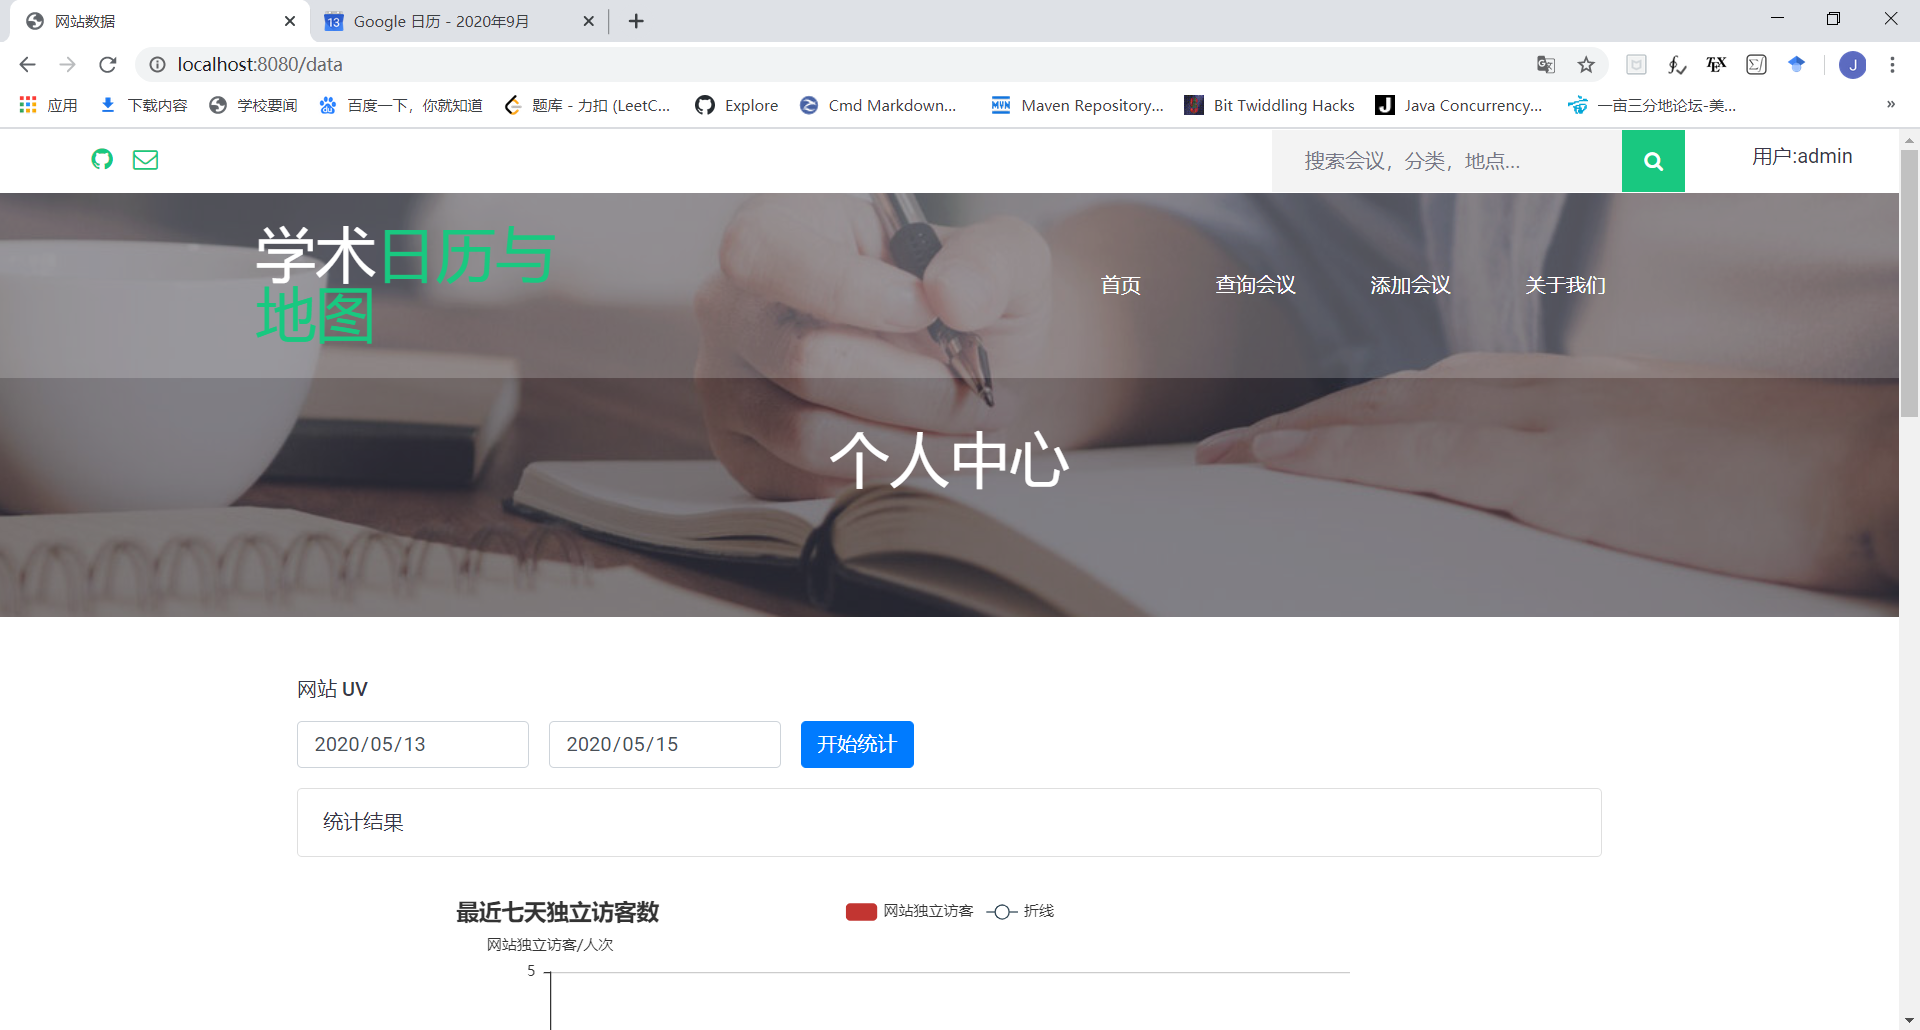 网站数据
13
Google 日历 - 2020年9月
localhost:8080/data
TEX
J
应用
下载内容
学校要闻
百度一下，你就知道
题库 - 力扣 (LeetC...
Explore
Cmd Markdown...
MVN
Maven Repository...
Bit Twiddling Hacks
J
Java Concurrency...
一亩三分地论坛-美...
»
搜索会议，分类，地点...
用户:admin
学术日历与
地图
首页
查询会议
添加会议
关于我们
个人中心
网站 UV
2020/05/13
2020/05/15
开始统计
统计结果
最近七天独立访客数
网站独立访客
折线
网站独立访客/人次
5